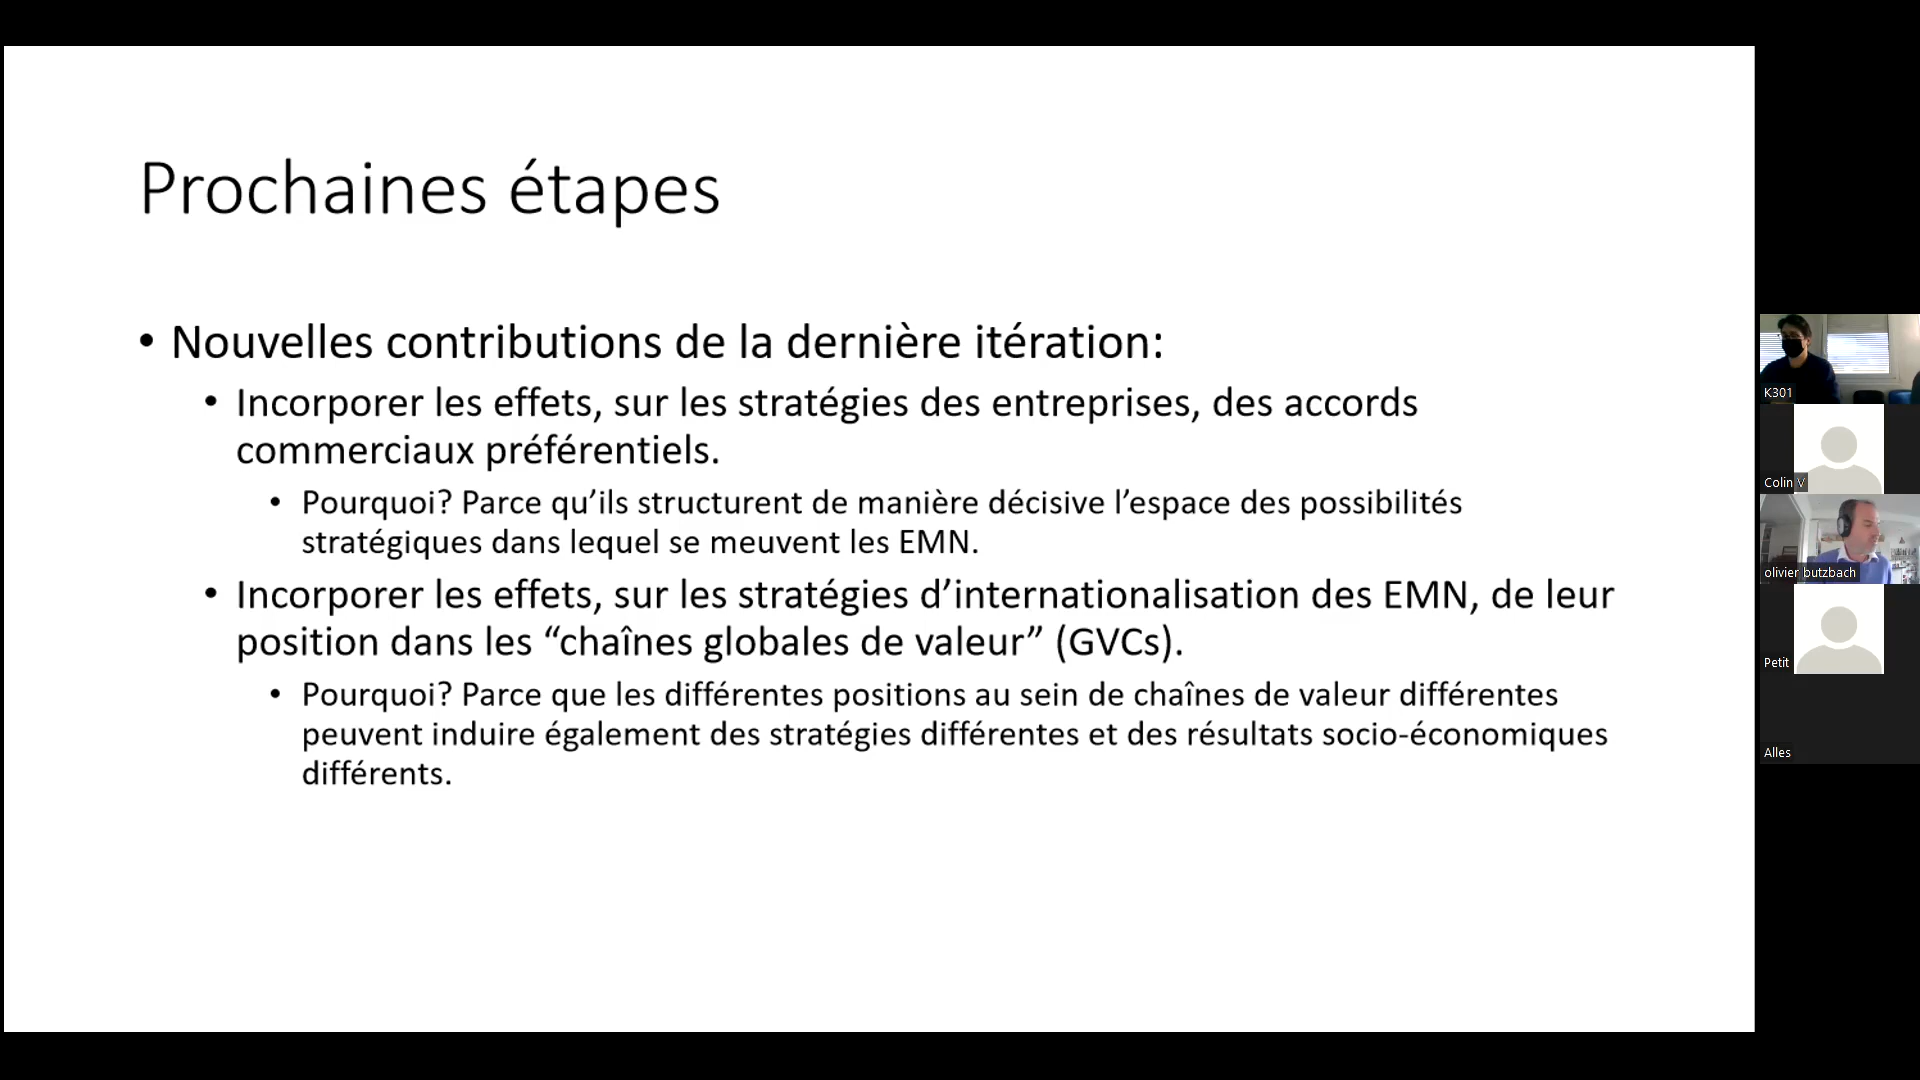 Prochaines étapes
• Nouvelles contributions de la dernière itération:
• Incorporer les effets, sur les stratégies des entreprises, des accords
commerciaux préférentiels.
• Pourquoi? Parce qu’ils structurent de manière décisive l’espace des possibilités
stratégiques dans lequel se meuvent les EMN.
• Incorporer les effets, sur les stratégies d’internationalisation des EMN, de leur
position dans les “chaînes globales de valeur” (GVCs).
• Pourquoi? Parce que les différentes positions au sein de chaînes de valeur différentes
peuvent induire également des stratégies différentes et des résultats socio-économiques
différents.
K301
Colin V
olivier butzbach
Petit
Alles